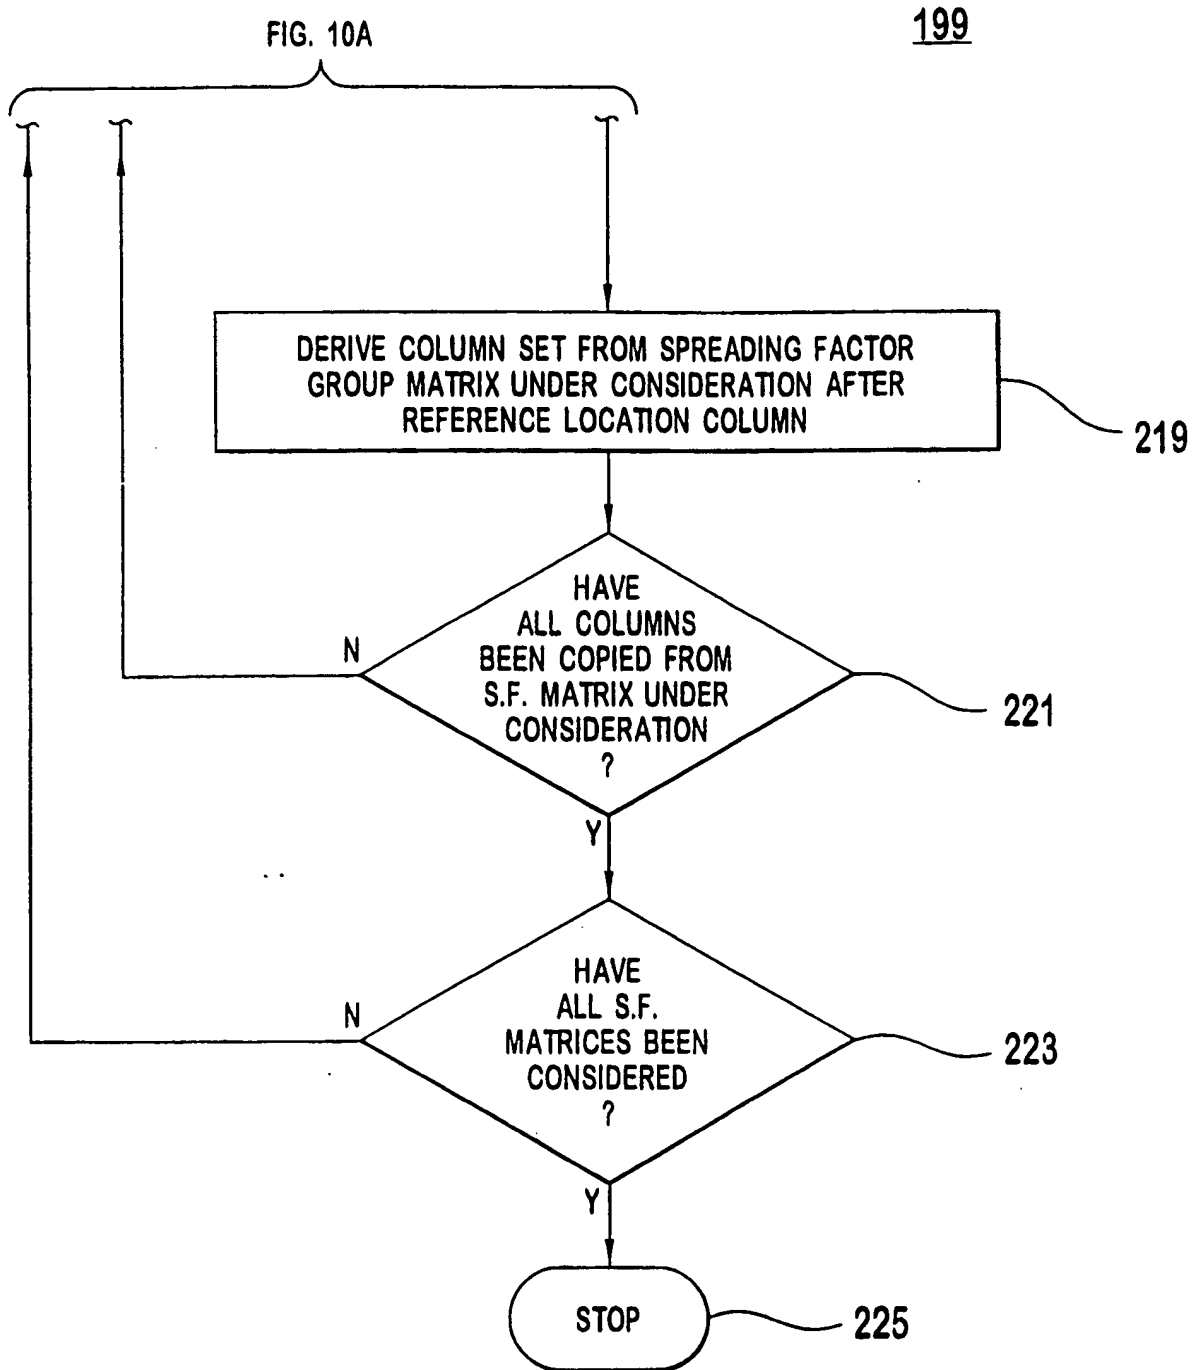 FIG. 10A
199
DERIVE COLUMN SET FROM SPREADING FACTOR
GROUP MATRIX UNDER CONSIDERATION AFTER
REFERENCE LOCATION COLUMN
219
HAVE
ALL COLUMNS
BEEN COPIED FROM
S.F. MATRIX UNDER
CONSIDERATION
?
N
221
Y
HAVE
ALL S.F.
MATRICES BEEN
CONSIDERED
?
N
223
Y
STOP
225